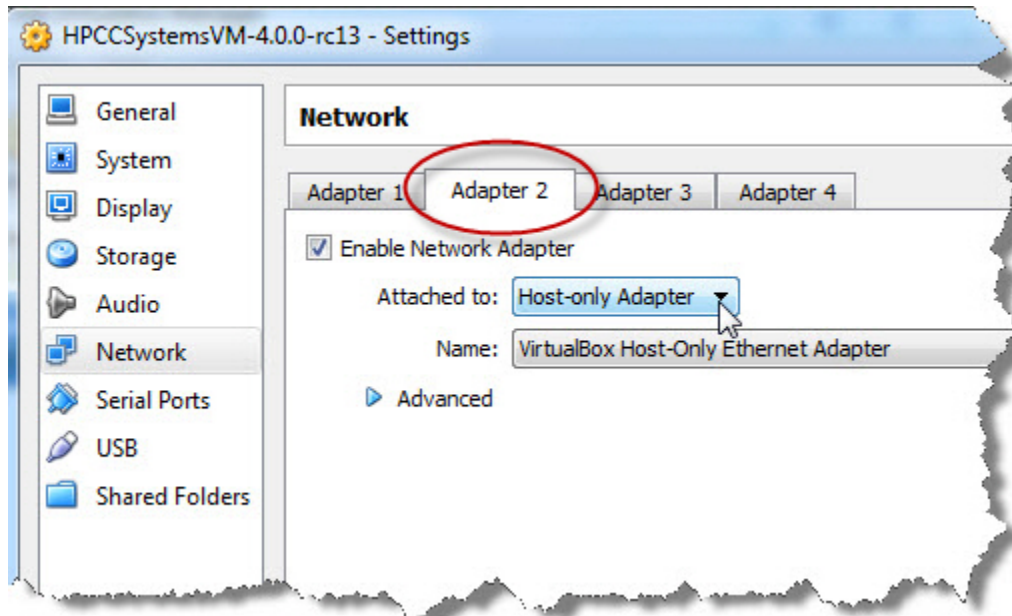 HPCCSystemsVM-4.0.0-rc13 - Settings
General
System
Display
Storage
Audio
Network
Serial Ports
USB
Shared Folders
Network
Adapter 1 Adapter 2 Adapter 3 Adapter 4
Enable Network Adapter
Attached to: Host-only Adapter
Name: VirtualBox Host-Only Ethernet Adapter
Advanced